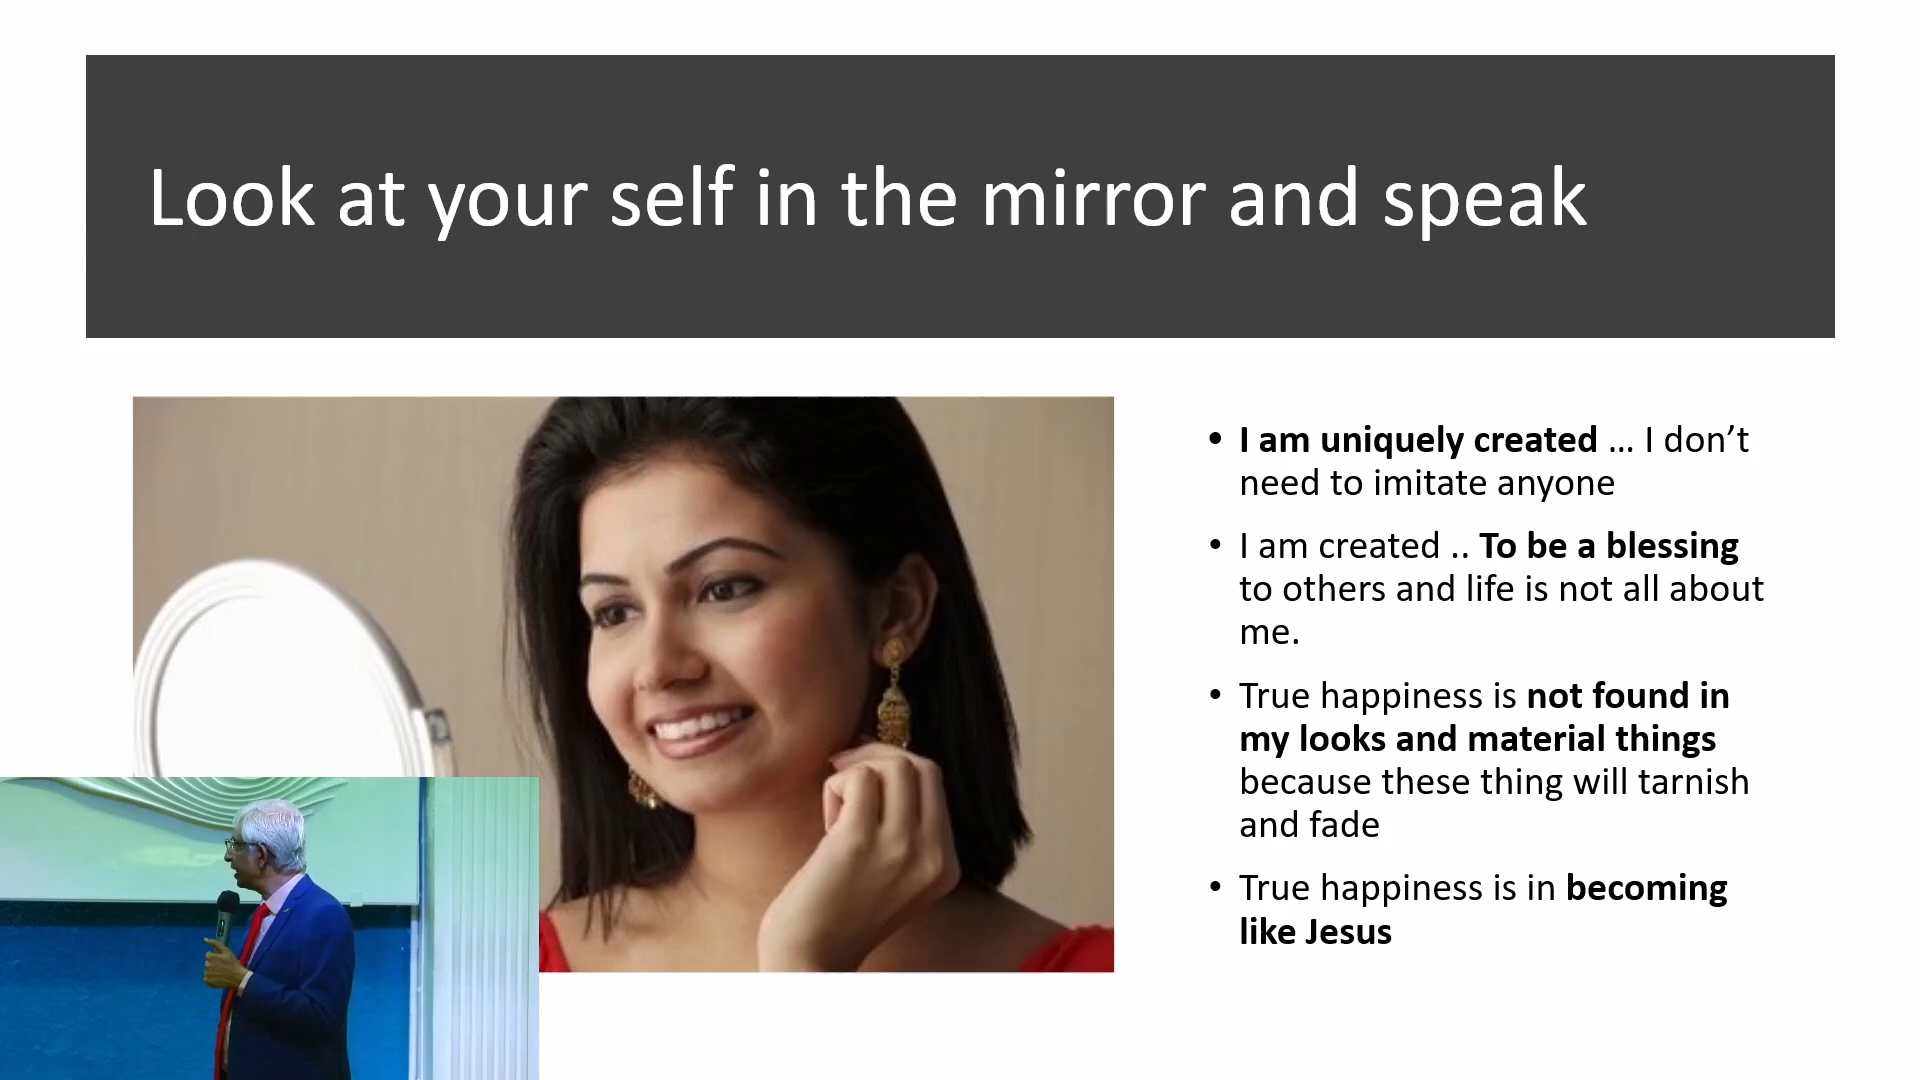 Look at your self in the mirror and speak
• I am uniquely created ... I don’t
need to imitate anyone
• I am created .. To be a blessing
to others and life is not all about
me.
• True happiness is not found in
my looks and material things
because these thing will tarnish
and fade
• True happiness is in becoming
like Jesus